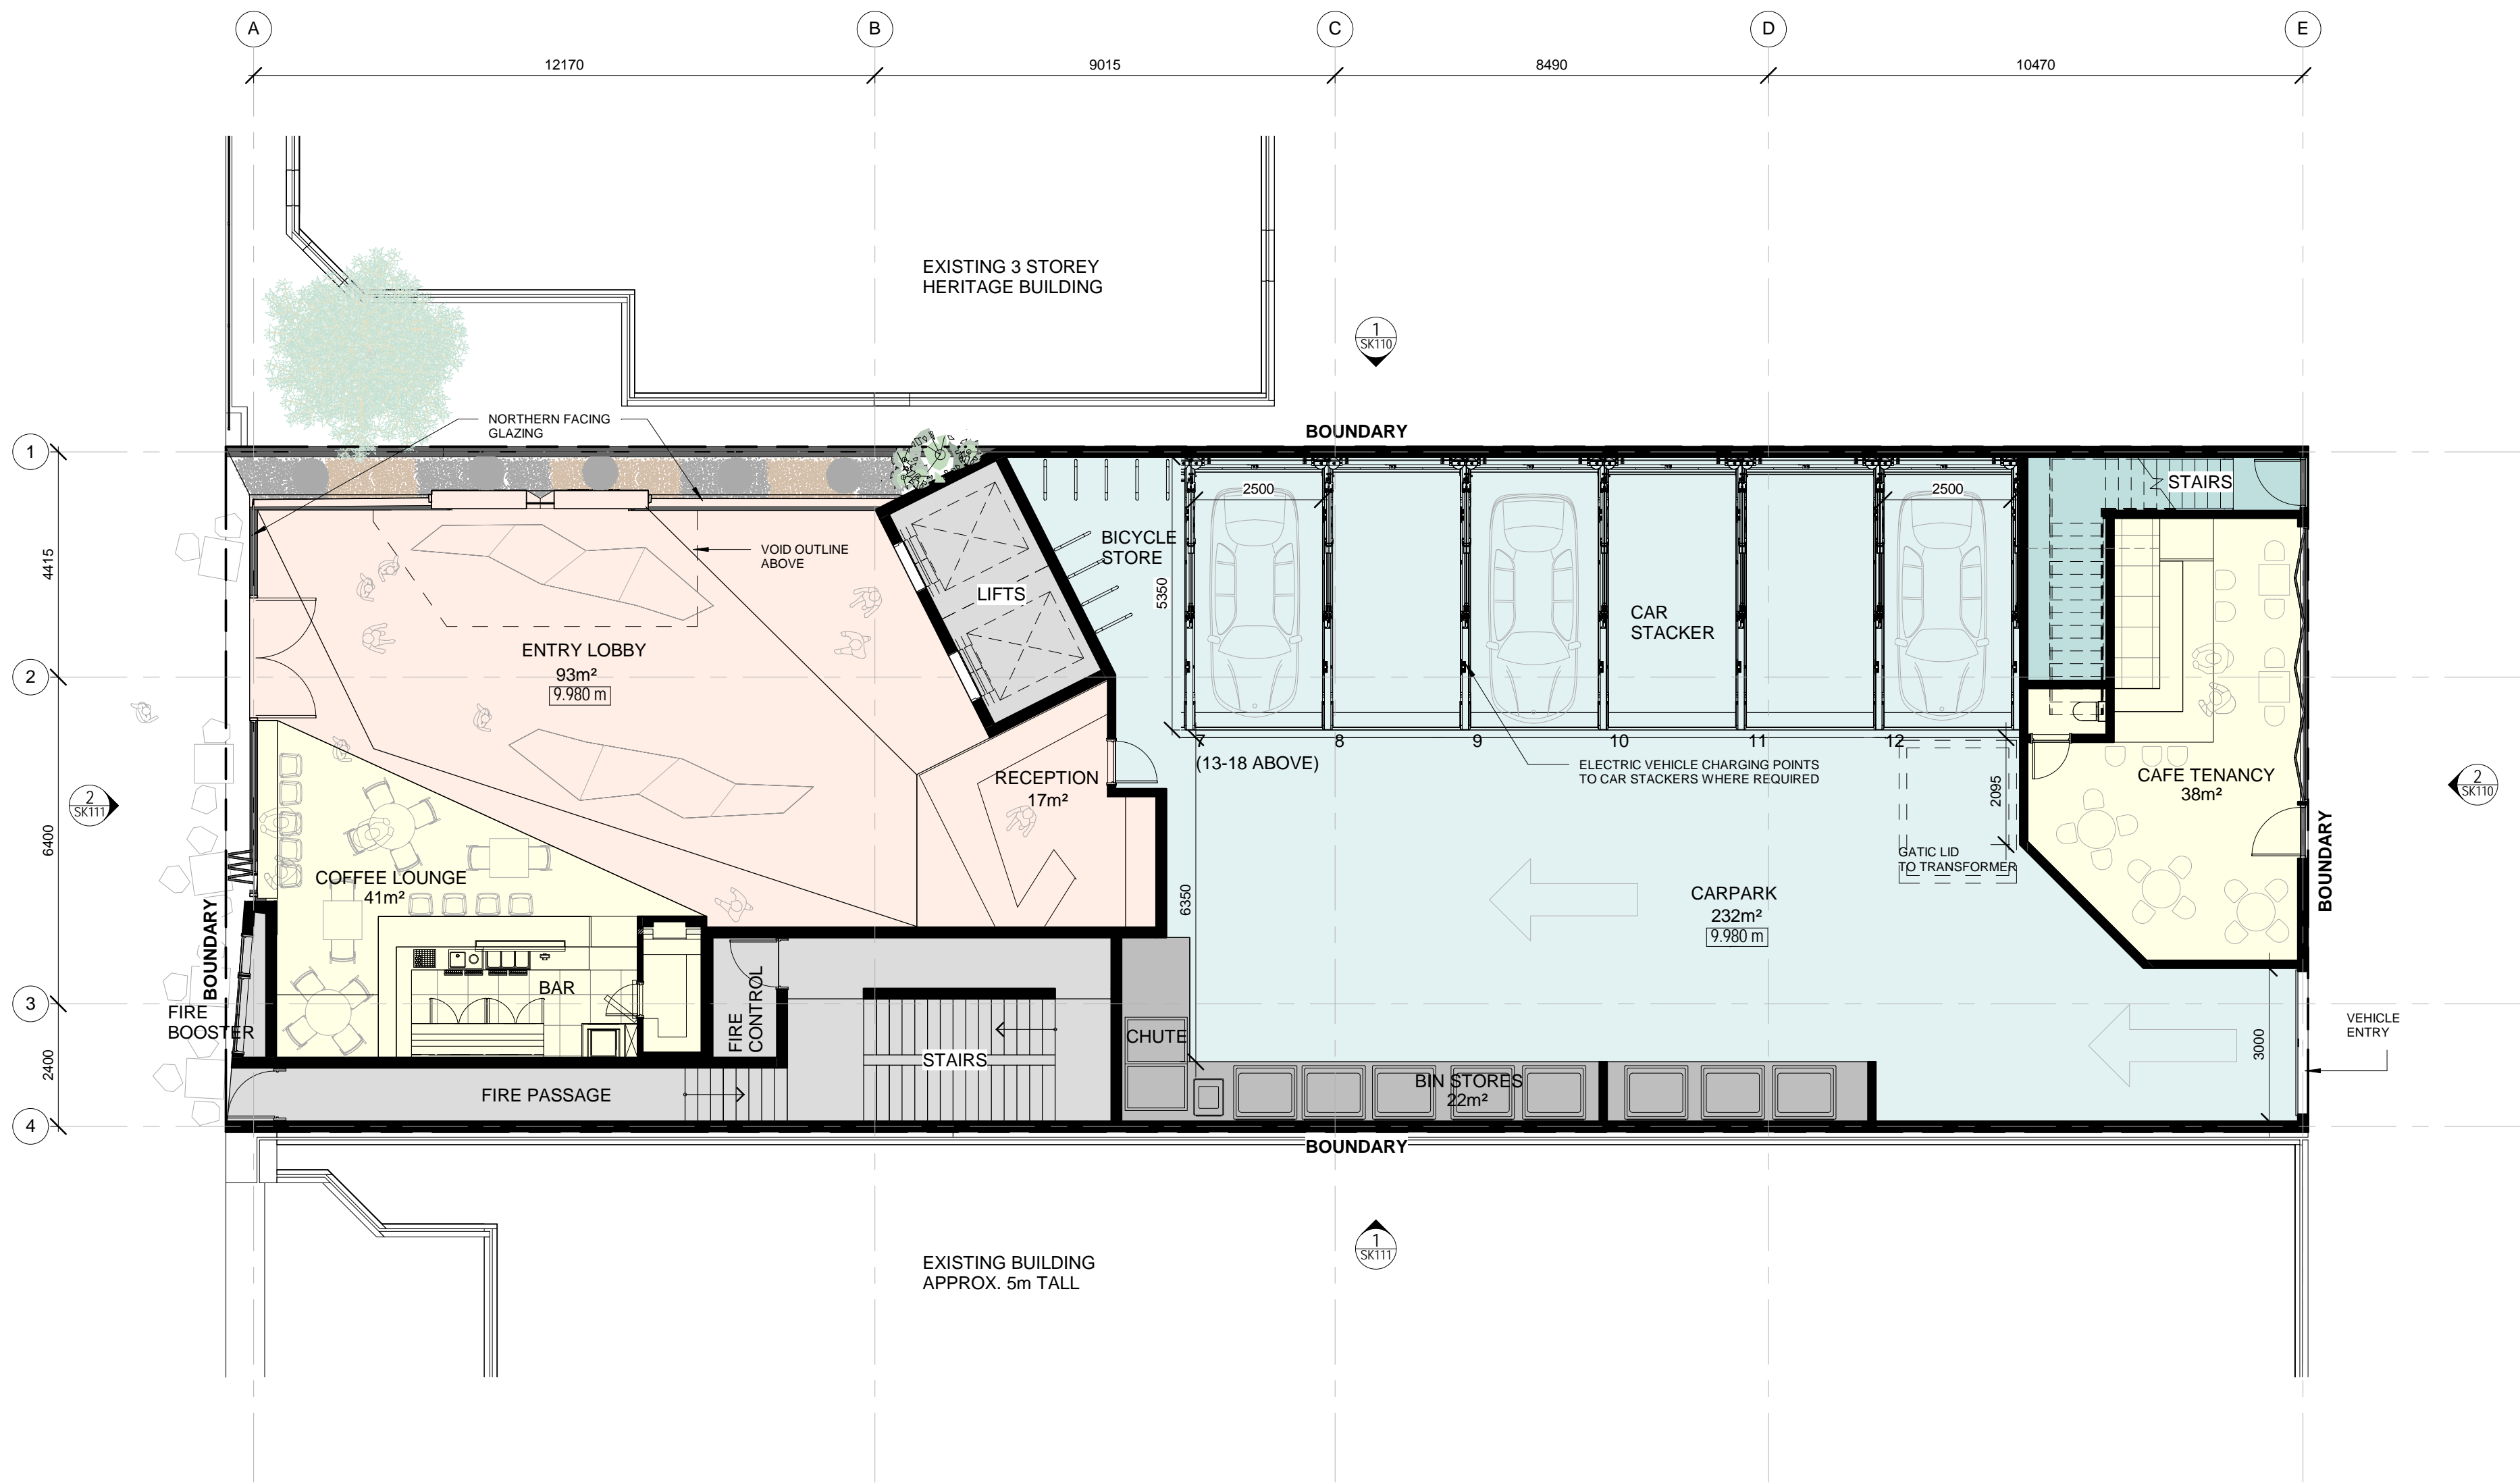 A
B
C
D
E
12170
9015
8490
10470
EXISTING 3 STOREY
HERITAGE BUILDING
1
SK110
NORTHERN FACING
GLAZING
BOUNDARY
1
STAIRS
2500
2500
BICYCLE
STORE
VOID OUTLINE
ABOVE
4415
5350
LIFTS
CAR
STACKER
ENTRY LOBBY
93m²
9.980 m
2
7
8
9
10
11
12
(13-18 ABOVE)
ELECTRIC VEHICLE CHARGING POINTS
TO CAR STACKERS WHERE REQUIRED
RECEPTION
17m²
CAFE TENANCY
38m²
2095
2
SK111
2
SK110
6400
BOUNDARY
GATIC LID
TO TRANSFORMER
COFFEE LOUNGE
41m²
6350
CARPARK
232m²
9.980 m
BOUNDARY
BAR
3
FIRE
BOOSTER
FIRE
CONTROL
CHUTE
VEHICLE
ENTRY
3000
2400
STAIRS
BIN STORES
22m²
FIRE PASSAGE
4
BOUNDARY
1
SK111
EXISTING BUILDING
APPROX. 5m TALL